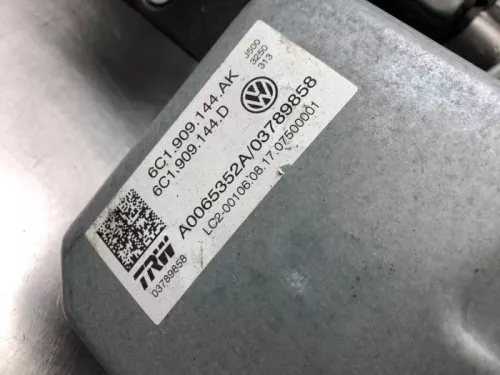 J500
3250
313
6C1.909.144.AK
6C1.909.144.D
A0065352A/03789858
LC2-00106'08.17.07500001
TRW
03789858